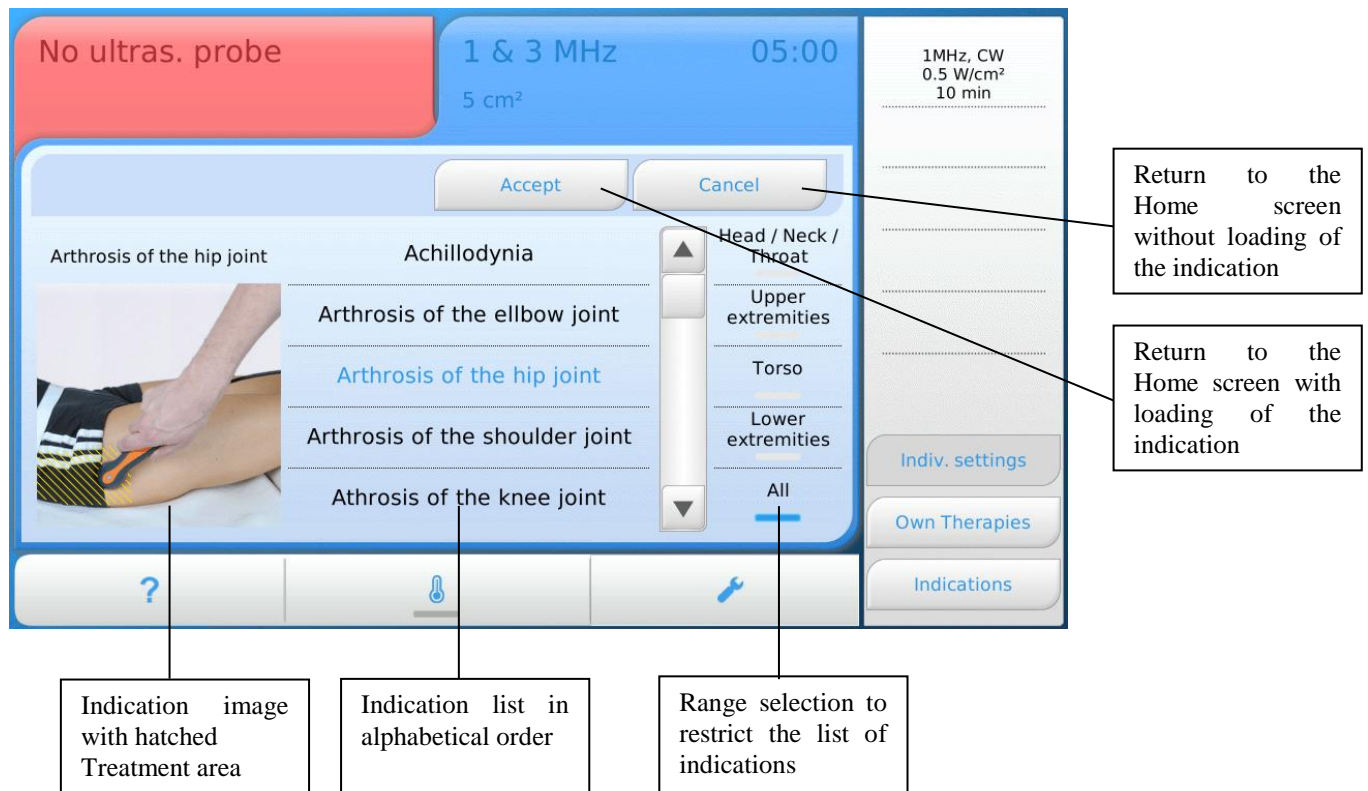 No ultras. probe
1 & 3 MHz
05:00
5 cm²
1MHz, CW
0.5 W/cm²
10 min
Accept
Cancel
Arthrosis of the hip joint
Achillodynia
Arthrosis of the ellbow joint
Arthrosis of the hip joint
Arthrosis of the shoulder joint
Athrosis of the knee joint
Head / Neck /
Throat
Upper
extremities
Torso
Lower
extremities
All
Indiv. settings
Own Therapies
Indications
?
Return to the
Home screen
without loading of
the indication
Return to the
Home screen with
loading of the
indication
Indication image
with hatched
Treatment area
Indication list in
alphabetical order
Range selection to
restrict the list of
indications